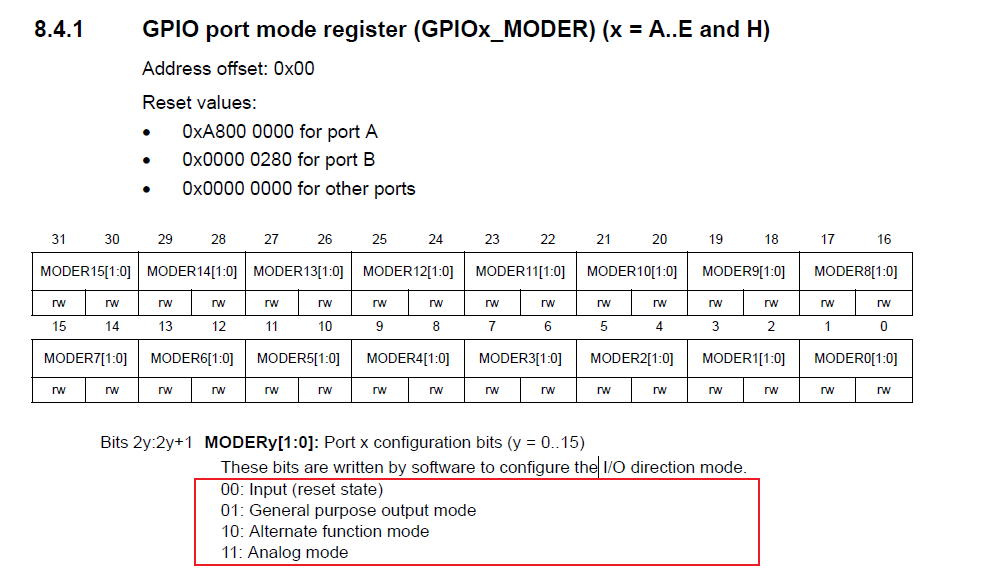 8.4.1 GPIO port mode register (GPIOx_MODER) (x = A..E and H)
Address offset: 0x00
Reset values:
• 0xA800 0000 for port A
• 0x0000 0280 for port B
• 0x0000 0000 for other ports
31 30 29 28 27 26 25 24 23 22 21 20 19 18 17 16
MODER15[1:0] MODER14[1:0] MODER13[1:0] MODER12[1:0] MODER11[1:0] MODER10[1:0] MODER9[1:0] MODER8[1:0]
rw rw rw rw rw rw rw rw rw rw rw rw rw rw rw rw
15 14 13 12 11 10 9 8 7 6 5 4 3 2 1 0
MODER7[1:0] MODER6[1:0] MODER5[1:0] MODER4[1:0] MODER3[1:0] MODER2[1:0] MODER1[1:0] MODER0[1:0]
rw rw rw rw rw rw rw rw rw rw rw rw rw rw rw rw
Bits 2y:2y+1 MODERy[1:0]: Port x configuration bits (y = 0..15)
These bits are written by software to configure the I/O direction mode.
00: Input (reset state)
01: General purpose output mode
10: Alternate function mode
11: Analog mode